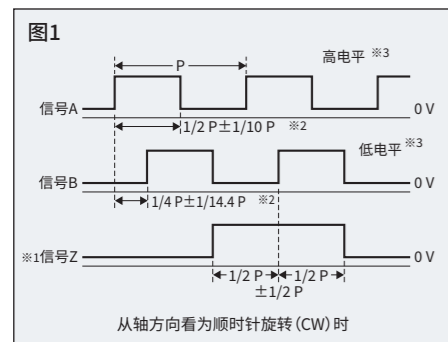 图1
P
高电平 ※3
信号A
0 V
1/2 P±1/10 P ※2
低电平 ※3
信号B
0 V
1/4 P±1/14.4 P ※2
※1信号Z
0 V
1/2 P 1/2 P
±1/2 P
从轴方向看为顺时针旋转(CW)时